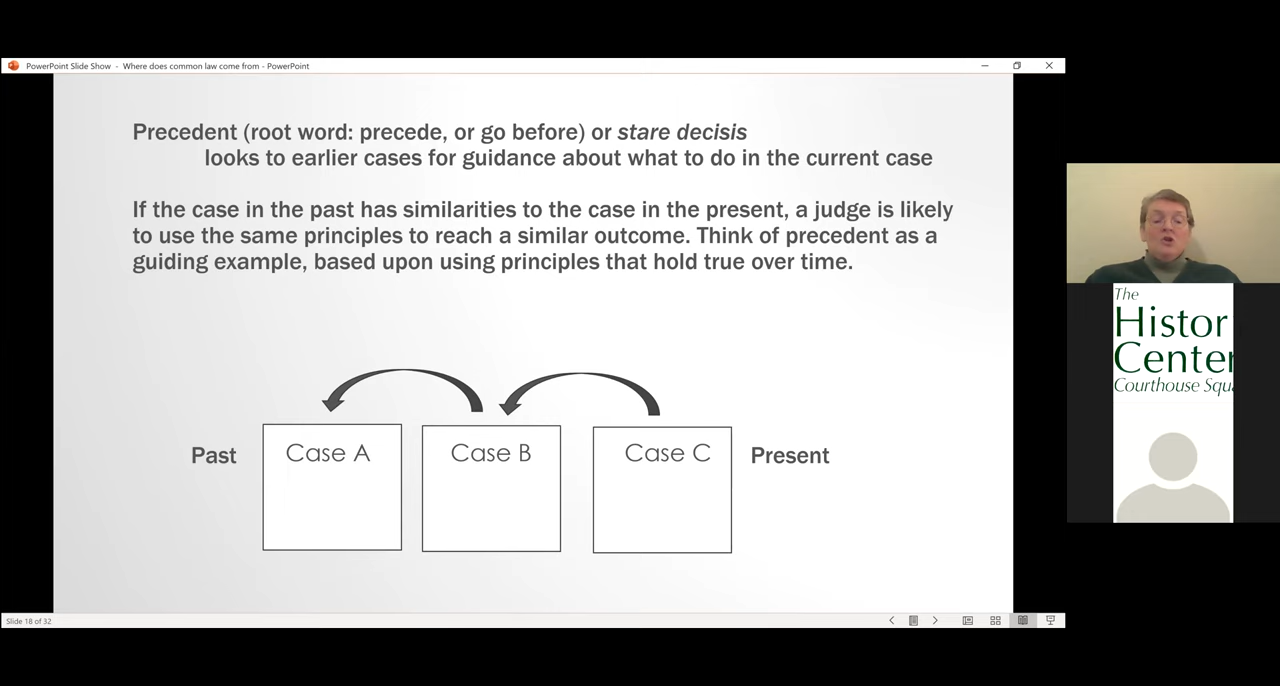 PowerPoint Slide Show - Where does common law come from - PowerPoint
Precedent (root word: precede, or go before) or stare decisis
looks to earlier cases for guidance about what to do in the current case
If the case in the past has similarities to the case in the present, a judge is likely
to use the same principles to reach a similar outcome. Think of precedent as a
guiding example, based upon using principles that hold true over time.
Past
Case A
Case B
Case C
Present
The
Histor
Center
Courthouse Squ
Slide 18 of 32